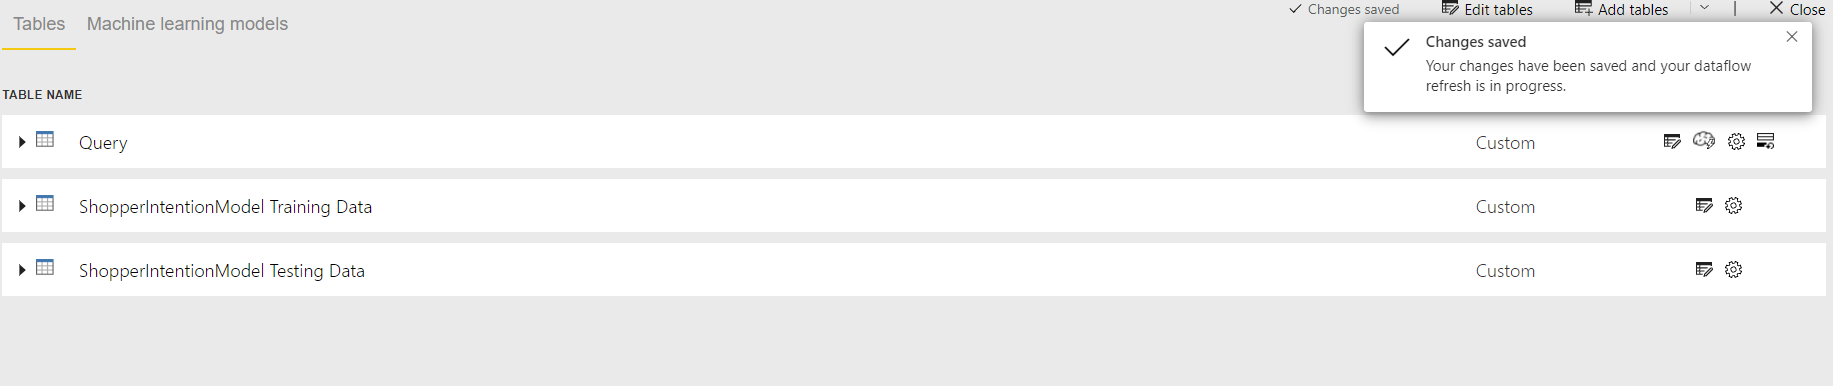 Tables Machine learning models
Changes saved Edit tables Add tables Close
Changes saved
Your changes have been saved and your dataflow
refresh is in progress.
TABLE NAME
Query Custom
ShopperIntentionModel Training Data Custom
ShopperIntentionModel Testing Data Custom